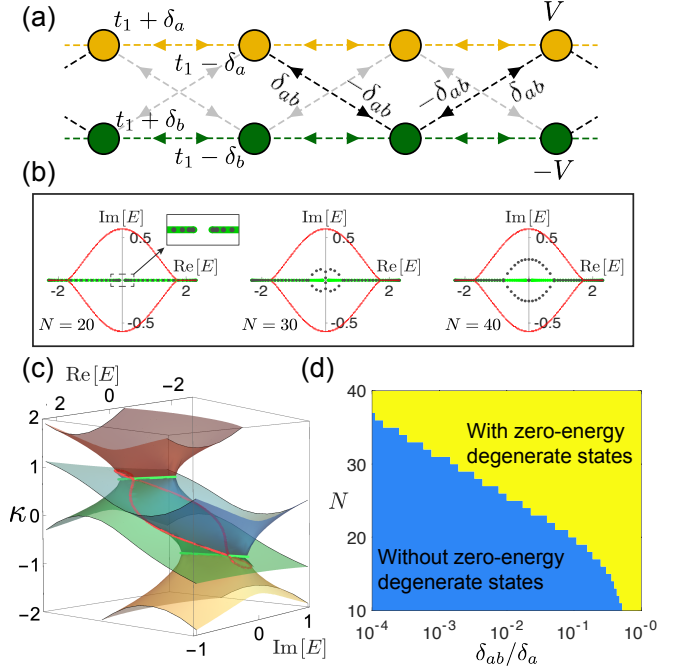 (a)
t₁ + δₐ
V
t₁ − δₐ
δₐb
−δₐb
−δₐb
δₐb
t₁ + δb
t₁ − δb
−V
(b)
Im[E]
Im[E]
Im[E]
0.5
0.5
0.5
Re[E]
Re[E]
Re[E]
-2
2
-2
2
-2
2
N = 20
-0.5
N = 30
-0.5
N = 40
-0.5
(c)
Re[E]
2
0
-2
2
1
κ
0
-1
-2
-1
0
1
Im[E]
(d)
40
With zero-energy
degenerate states
30
N
20
Without zero-energy
degenerate states
10
10⁻⁴
10⁻³
10⁻²
10⁻¹
10⁻⁰
δₐb/δₐ